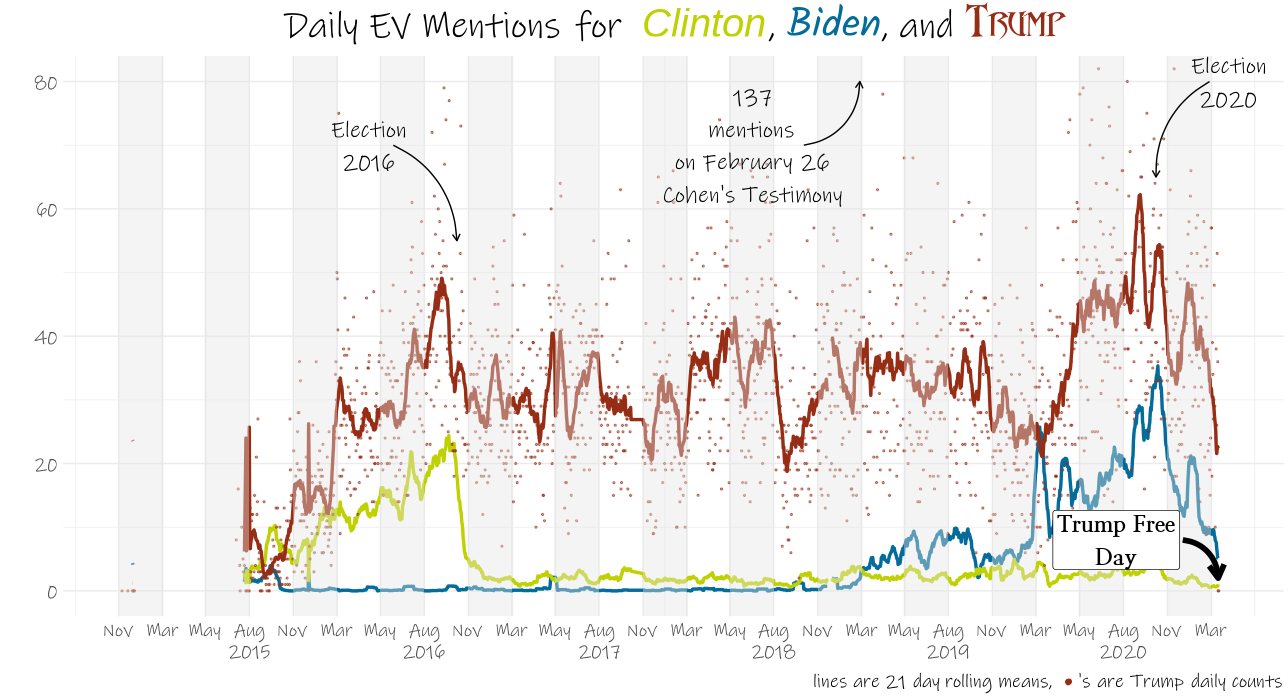 Daily EV Mentions for Clinton, Biden, and Trump
80
60
40
20
0
Election
2016
137
mentions
on February 26
Cohen's Testimony
Election
2020
Trump Free
Day
Nov Mar May Aug Nov Mar May Aug Nov Mar May Aug Nov Mar May Aug Nov Mar May Aug Nov Mar May Aug Nov Mar
2015 2016 2017 2018 2019 2020
lines are 21 day rolling means, •'s are Trump daily counts